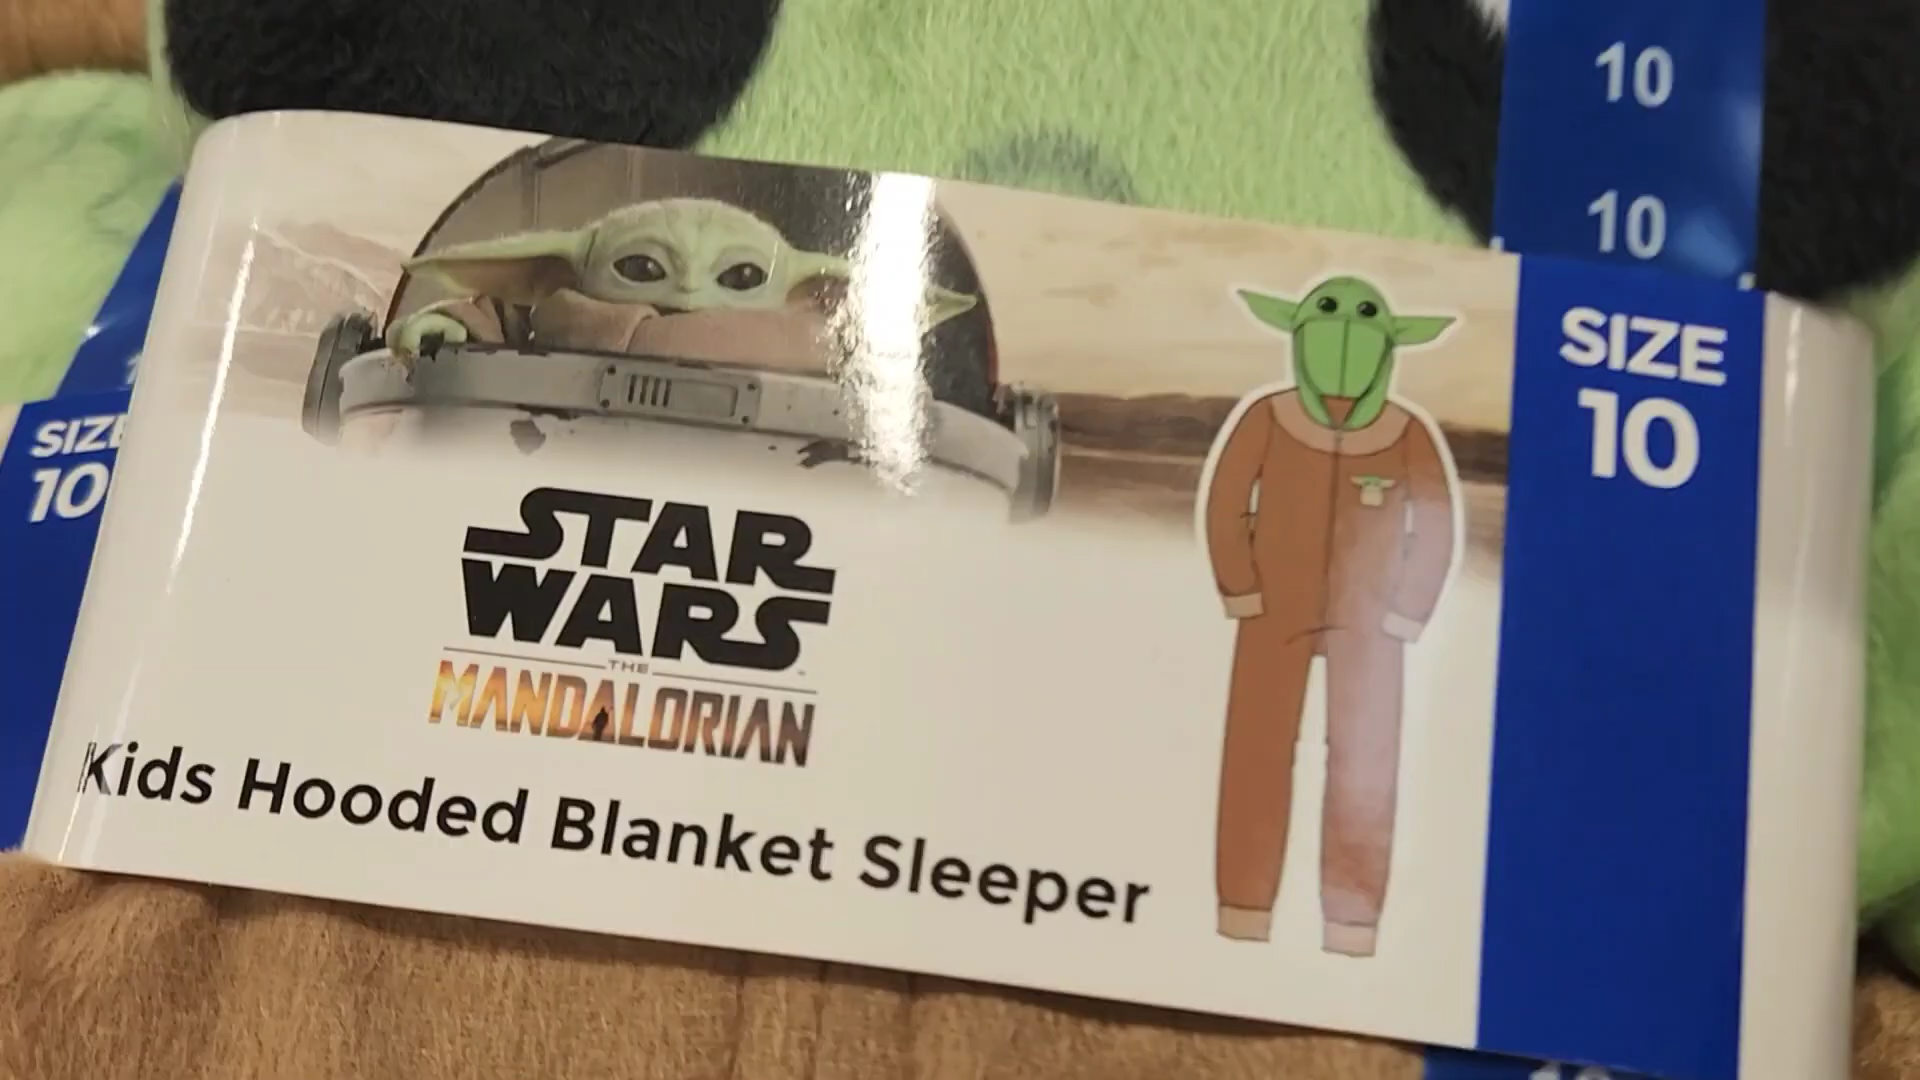 10
10
SIZE
10
SIZE
10
STAR
WARS
THE
MANDALORIAN
Kids Hooded Blanket Sleeper